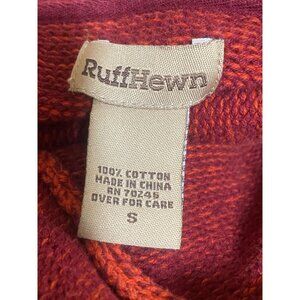 RuffHewn
100% COTTON
MADE IN CHINA
RN 70245
OVER FOR CARE
S